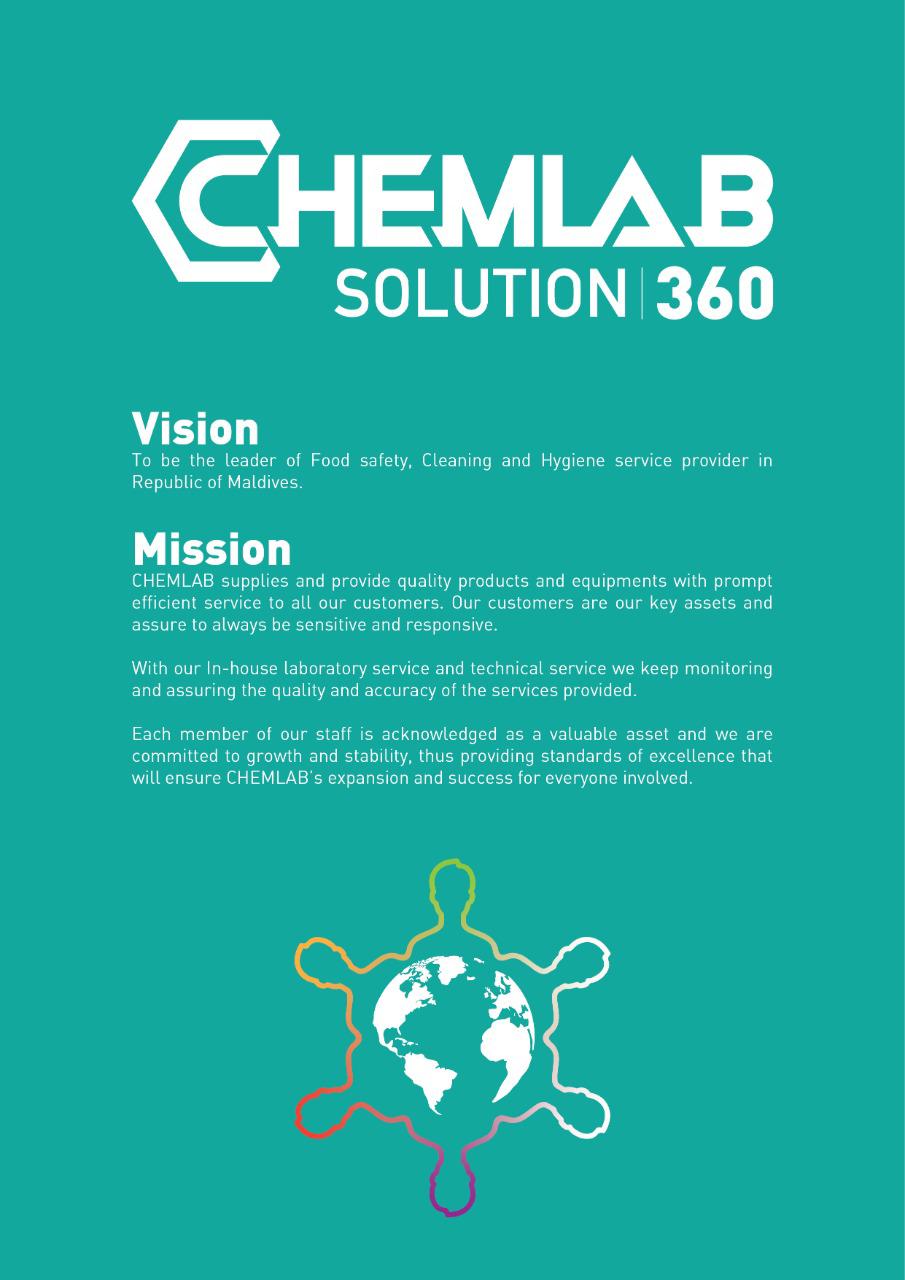 CHEMLAB
SOLUTION | 360
Vision
To be the leader of Food safety, Cleaning and Hygiene service provider in
Republic of Maldives.
Mission
CHEMLAB supplies and provide quality products and equipments with prompt
efficient service to all our customers. Our customers are our key assets and
assure to always be sensitive and responsive.
With our In-house laboratory service and technical service we keep monitoring
and assuring the quality and accuracy of the services provided.
Each member of our staff is acknowledged as a valuable asset and we are
committed to growth and stability, thus providing standards of excellence that
will ensure CHEMLAB's expansion and success for everyone involved.